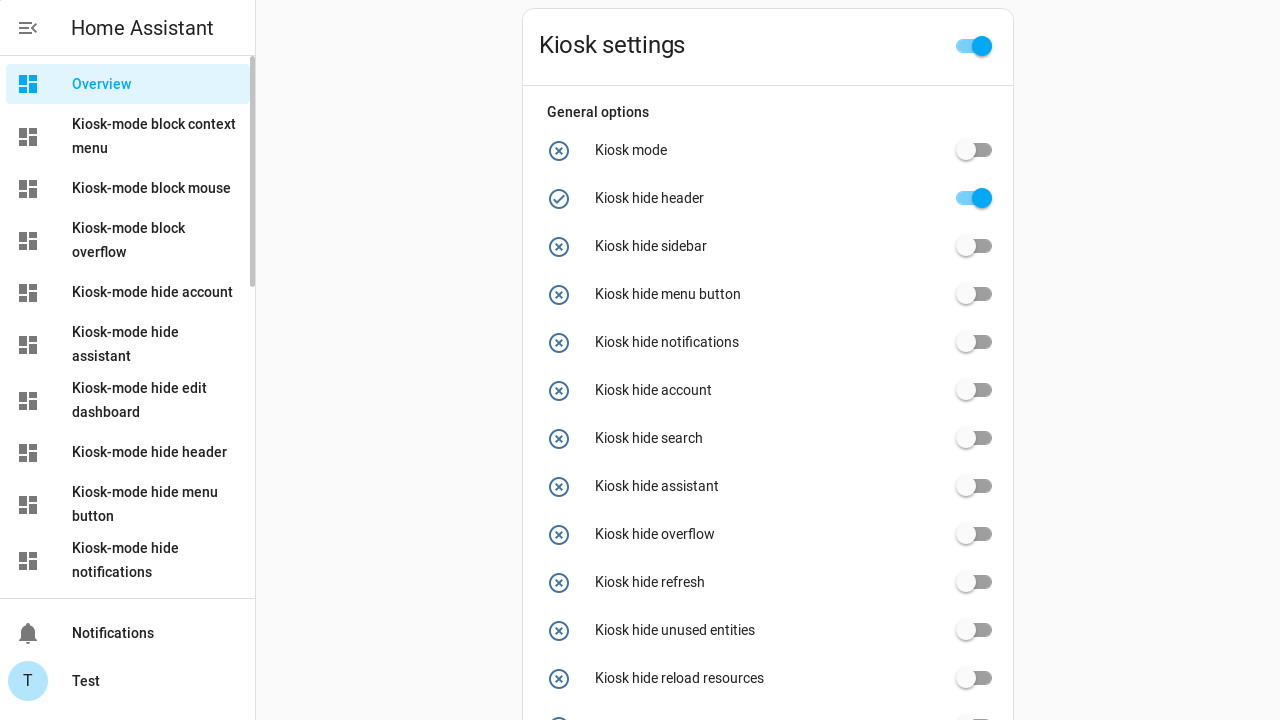 Home Assistant
Overview
Kiosk-mode block context
menu
Kiosk-mode block mouse
Kiosk-mode block
overflow
Kiosk-mode hide account
Kiosk-mode hide
assistant
Kiosk-mode hide edit
dashboard
Kiosk-mode hide header
Kiosk-mode hide menu
button
Kiosk-mode hide
notifications
Notifications
T
Test
Kiosk settings
General options
Kiosk mode
Kiosk hide header
Kiosk hide sidebar
Kiosk hide menu button
Kiosk hide notifications
Kiosk hide account
Kiosk hide search
Kiosk hide assistant
Kiosk hide overflow
Kiosk hide refresh
Kiosk hide unused entities
Kiosk hide reload resources